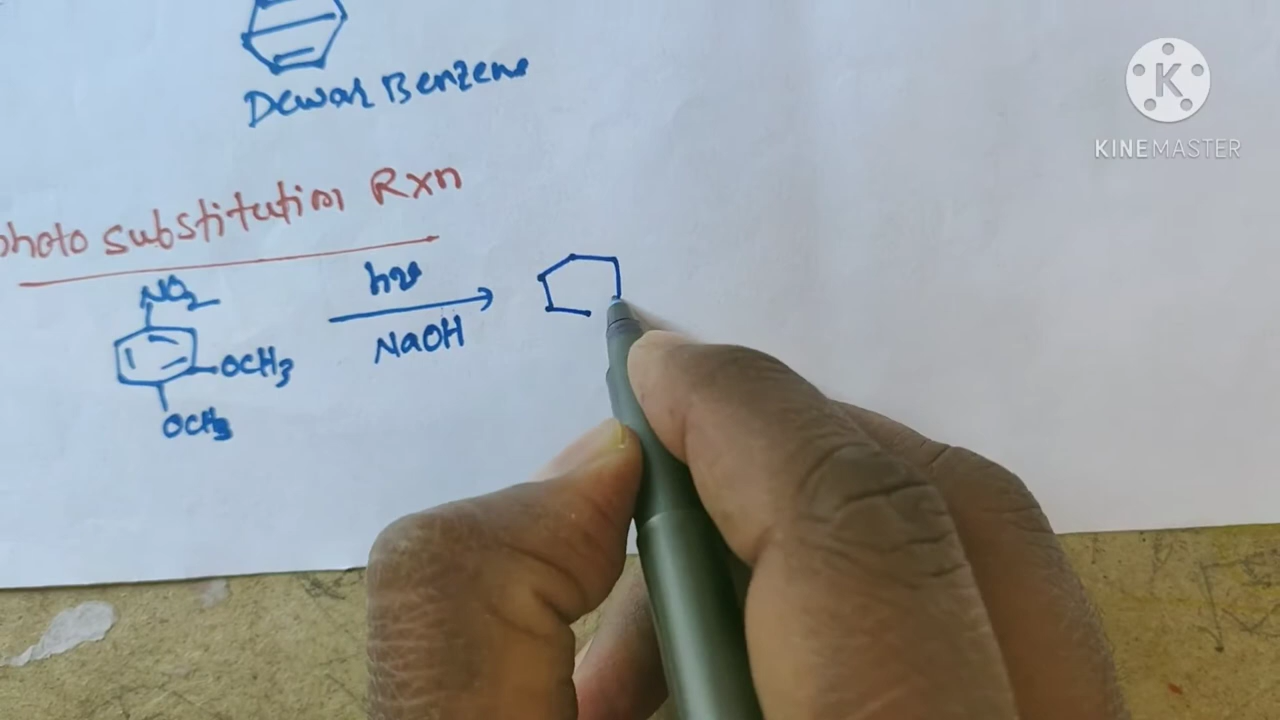 Dewar Benzene
K
KINEMASTER
photo substitution Rxn
NO2
hν
NaOH
OCH3
OCH3